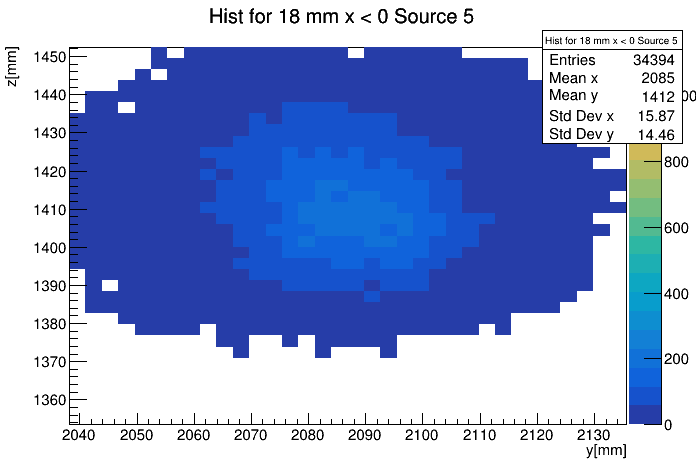 Hist for 18 mm x < 0 Source 5
Hist for 18 mm x < 0 Source 5
Entries 34394
Mean x 2085
Mean y 1412
Std Dev x 15.87
Std Dev y 14.46
z[mm]
1450
1440
1430
1420
1410
1400
1390
1380
1370
1360
2040 2050 2060 2070 2080 2090 2100 2110 2120 2130
y[mm]
800
600
400
200
0